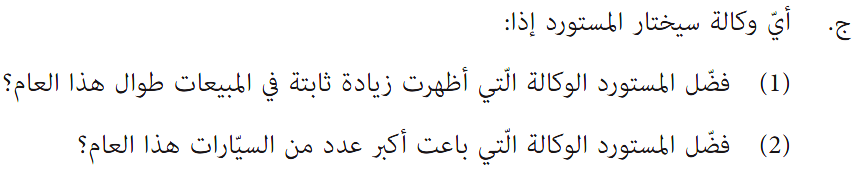 ج. أيّ وكالة سيختار المستورد إذا:
(1) فضّل المستورد الوكالة الّتي أظهرت زيادة ثابتة في المبيعات طوال هذا العام؟
(2) فضّل المستورد الوكالة الّتي باعت أكبر عدد من السيّارات هذا العام؟